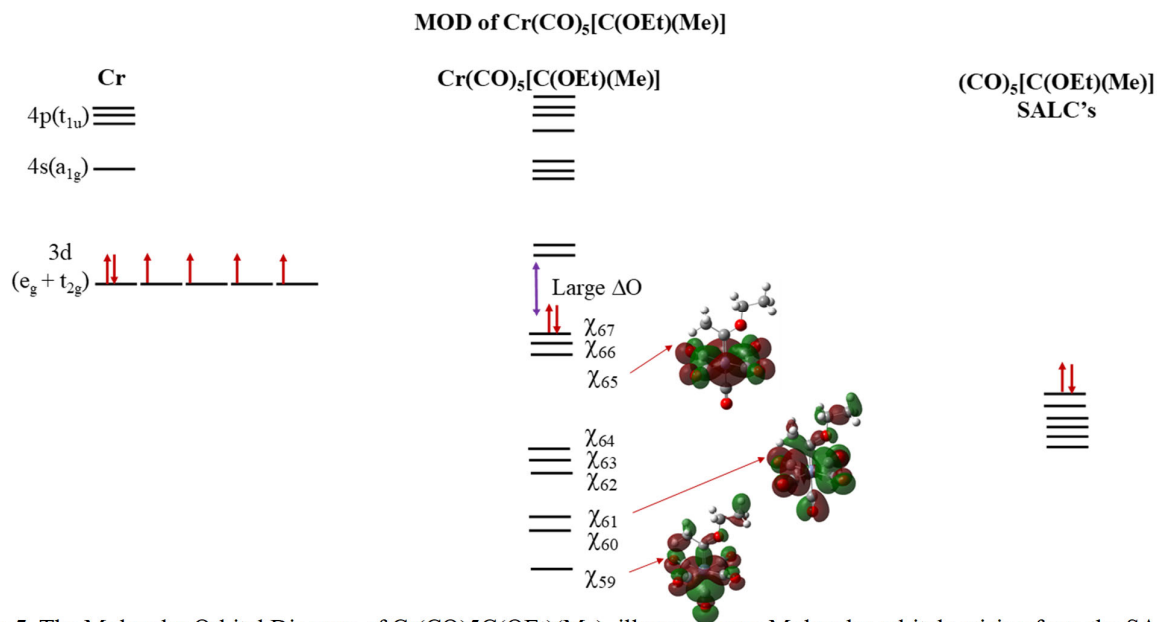 MOD of Cr(CO)₅[C(OEt)(Me)]
Cr
Cr(CO)₅[C(OEt)(Me)]
(CO)₅[C(OEt)(Me)]
SALC's
4p(t₁ᵤ)
4s(a₁g)
3d
(eg + t₂g)
Large ΔO
χ₆₇
χ₆₆
χ₆₅
χ₆₄
χ₆₃
χ₆₂
χ₆₁
χ₆₀
χ₅₉